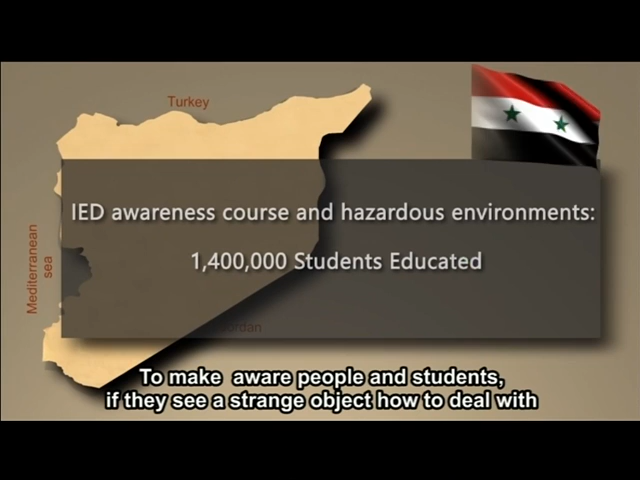 Turkey
IED awareness course and hazardous environments:
1,400,000 Students Educated
Mediterranean
sea
Jordan
To make aware people and students,
if they see a strange object how to deal with